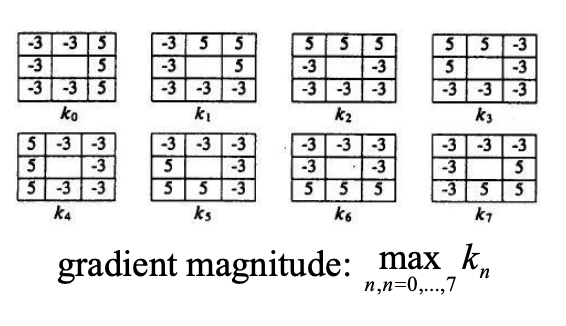 -3 -3 5 -3 5 5 5 5 5 5 5 -3
-3 5 -3 5 -3 -3 5 -3
-3 -3 5 -3 -3 -3 -3 -3 -3 -3 -3 -3
k0 k1 k2 k3
5 -3 -3 -3 -3 -3 -3 -3 -3 -3 -3 -3
5 -3 5 -3 -3 -3 -3 5
5 -3 -3 5 5 -3 5 5 5 -3 5 5
k4 k5 k6 k7
gradient magnitude: max kn
n,n=0,...,7